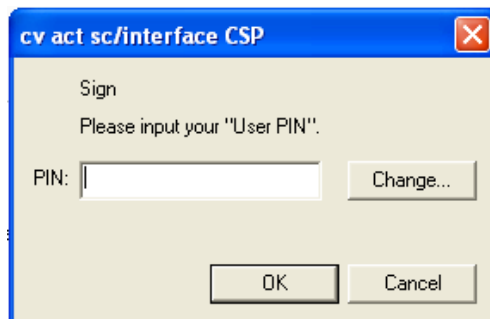 cv act sc/interface CSP
Sign
Please input your "User PIN".
PIN:
Change...
OK
Cancel